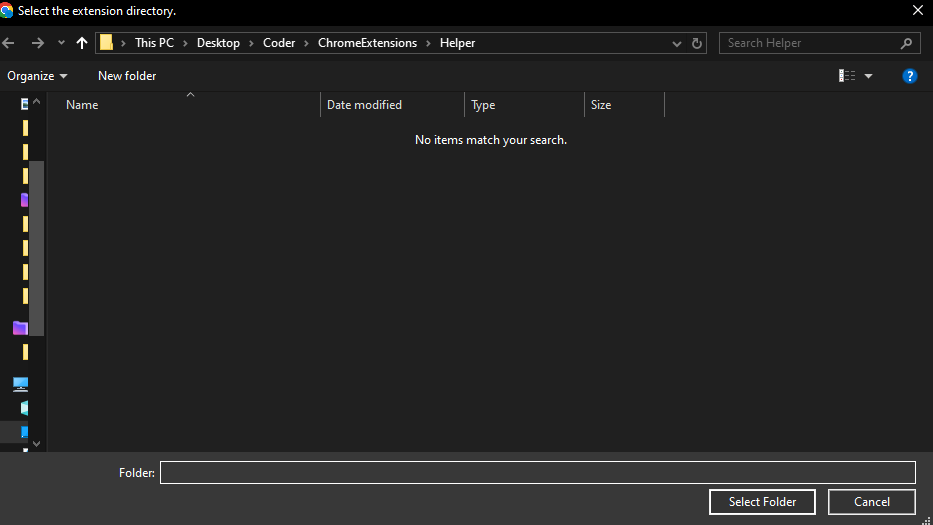 Select the extension directory.
This PC Desktop Coder ChromeExtensions Helper Search Helper
Organize New folder ?
Name Date modified Type Size
No items match your search.
Folder:
Select Folder Cancel